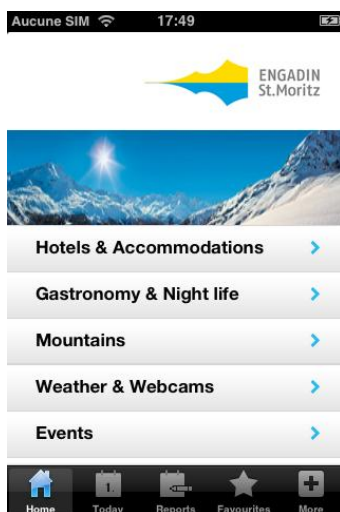 Aucune SIM 17:49
ENGADIN
St.Moritz
Hotels & Accommodations
Gastronomy & Night life
Mountains
Weather & Webcams
Events
1.
Home Today Reports Favourites More